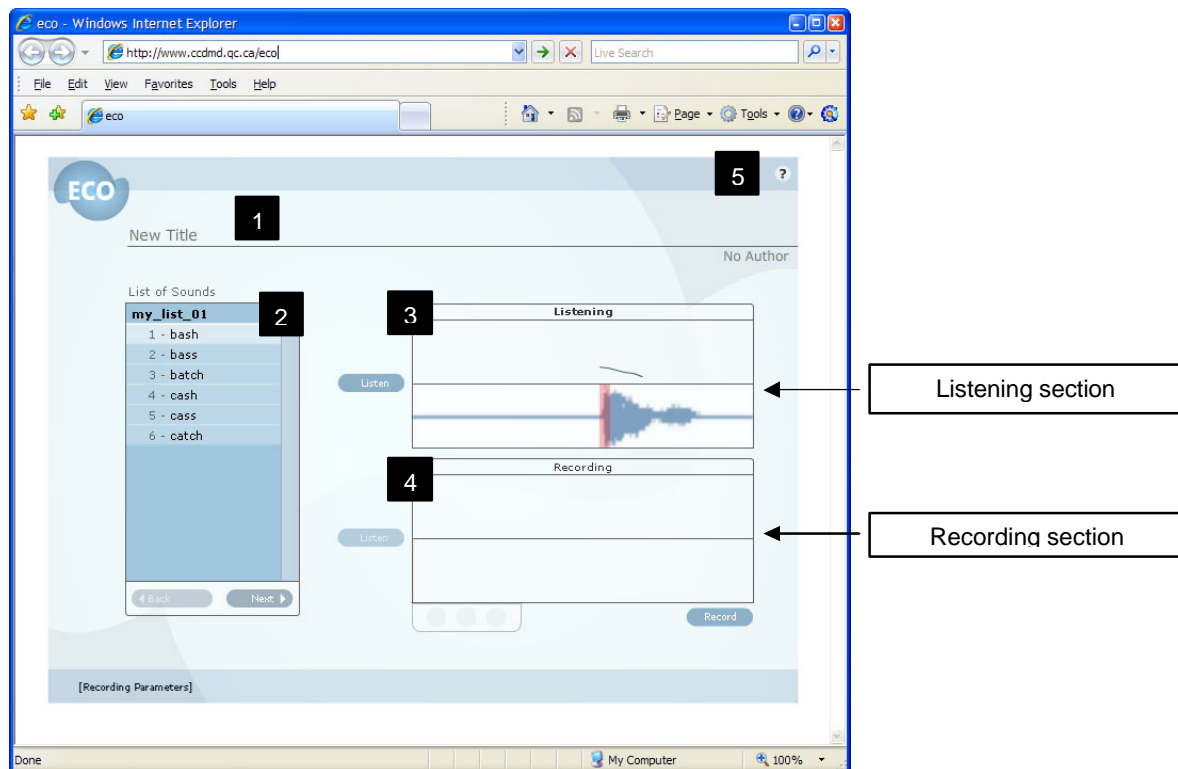 eco - Windows Internet Explorer
http://www.ccdmd.qc.ca/eco
Live Search
File Edit View Favorites Tools Help
eco
Page Tools
5 ?
ECO
1
New Title
No Author
List of Sounds
my_list_01
2
1 - bash
2 - bass
3 - batch
4 - cash
5 - cass
6 - catch
Back Next
3
Listening
Listen
Listening section
4
Recording
Listen
Recording section
Record
[Recording Parameters]
Done
My Computer
100%